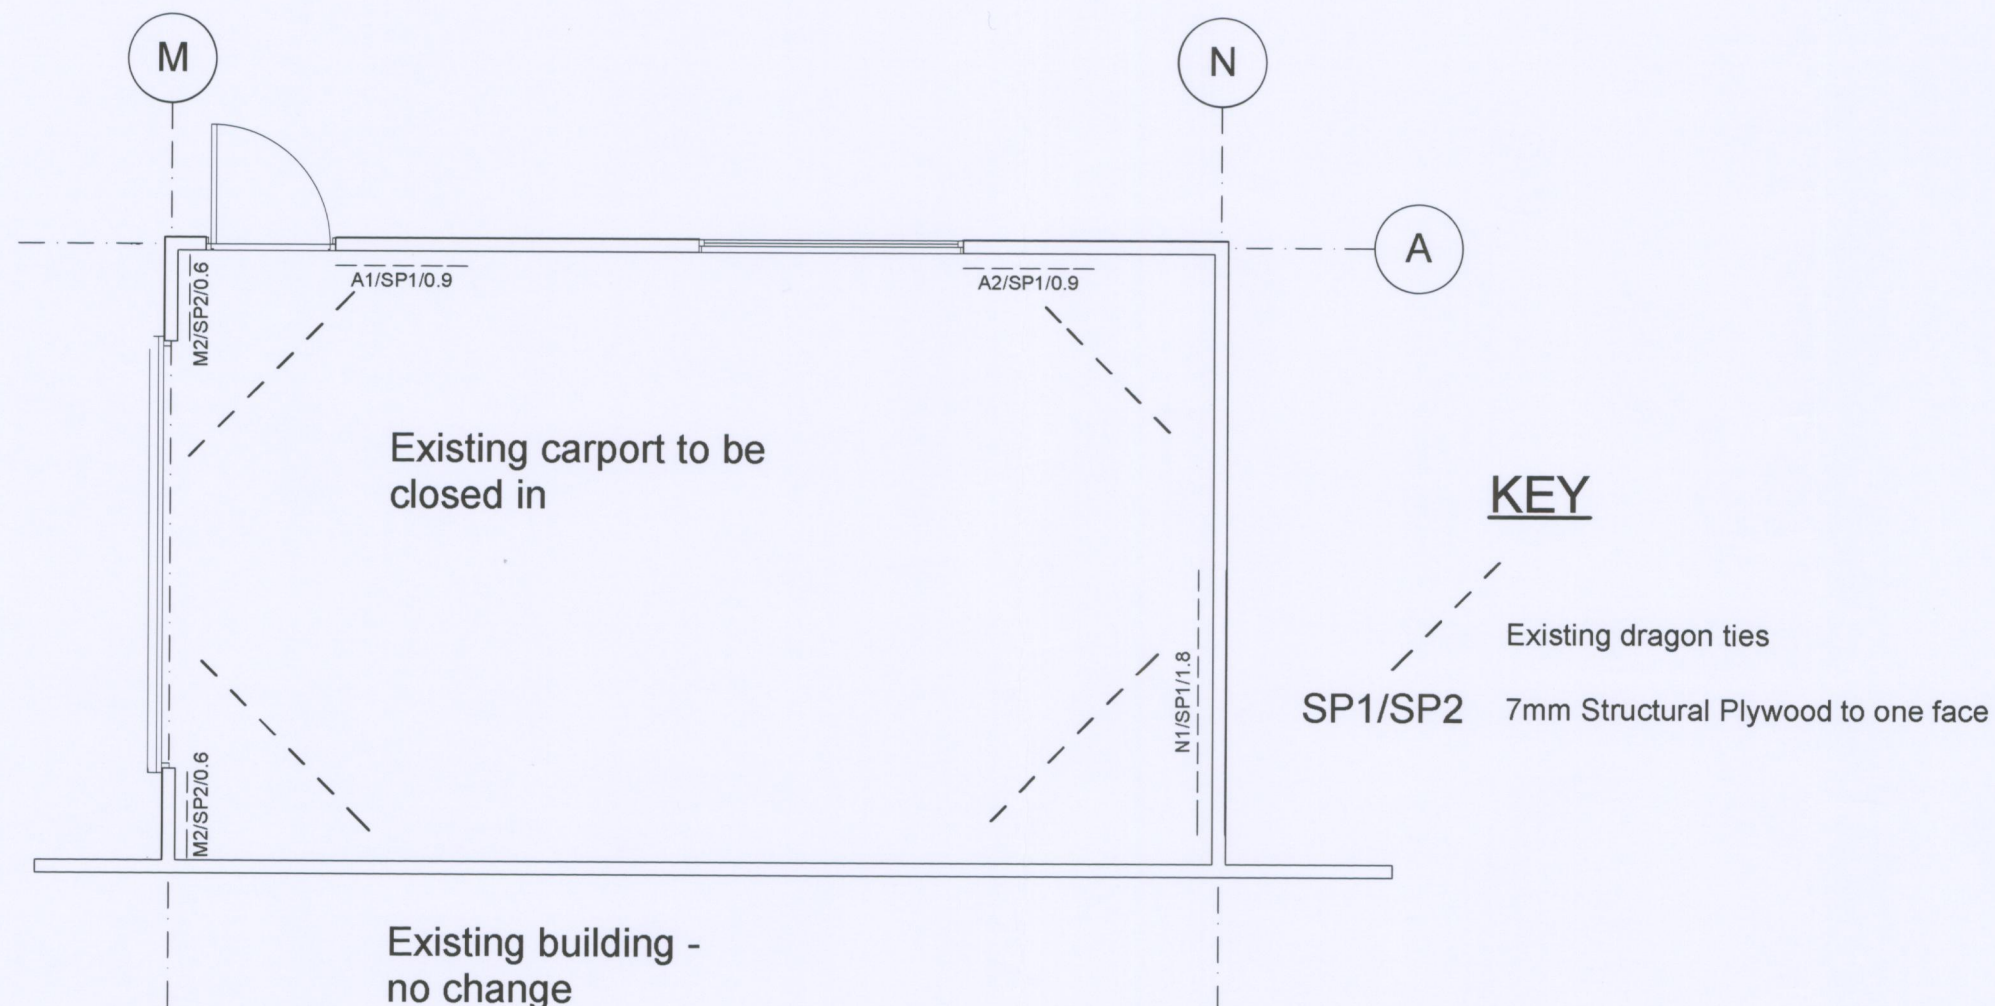 M
N
A
A1/SP1/0.9
A2/SP1/0.9
M2/SP2/0.6
Existing carport to be
closed in
KEY
Existing dragon ties
SP1/SP2 7mm Structural Plywood to one face
N1/SP1/1.8
M2/SP2/0.6
Existing building -
no change